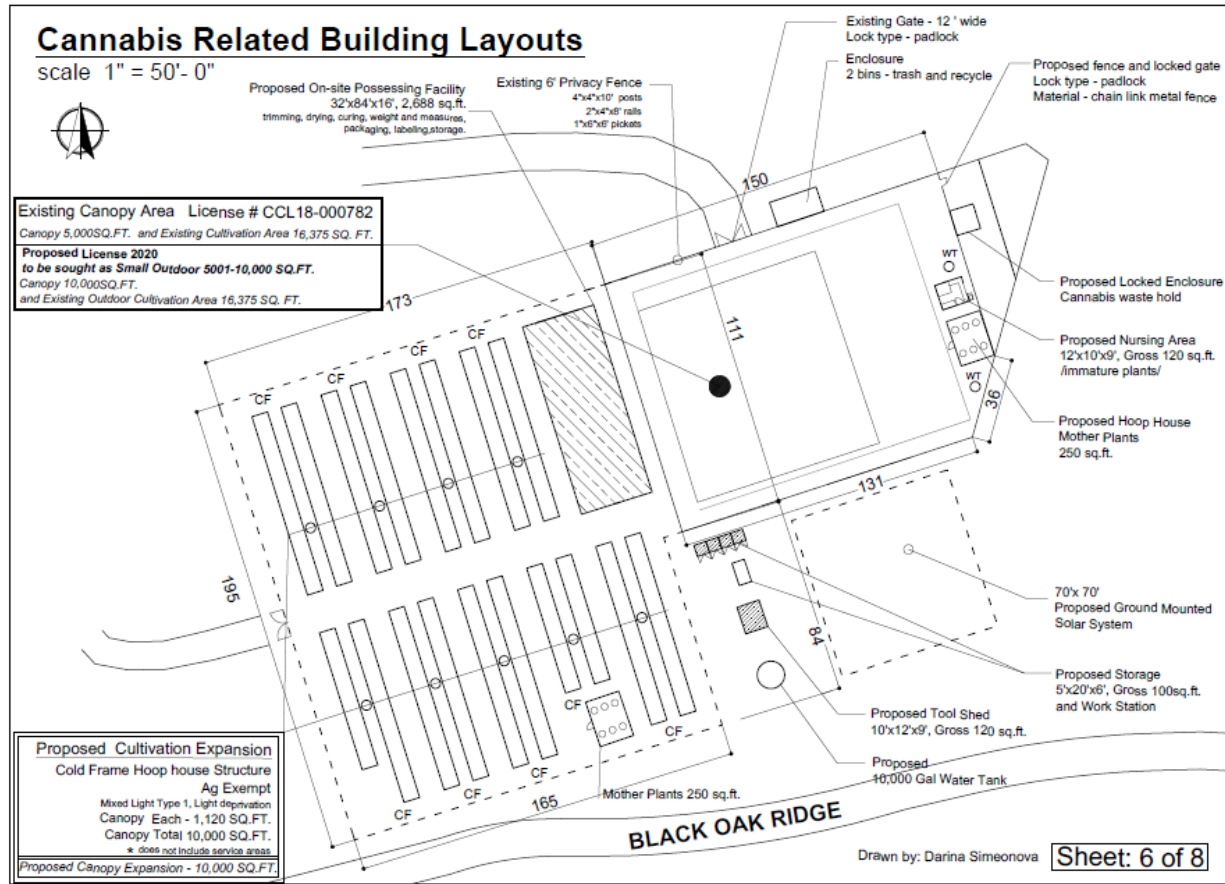 Cannabis Related Building Layouts
scale 1" = 50'- 0"
Existing Gate - 12 ' wide
Lock type - padlock
Enclosure
2 bins - trash and recycle
Proposed fence and locked gate
Lock type - padlock
Material - chain link metal fence
Proposed On-site Possessing Facility
32'x84'x16', 2,688 sq.ft.
trimming, drying, curing, weight and measures,
packaging, labeling,storage.
Existing 6' Privacy Fence
4"x4"x10' posts
2"x4"x8' rails
1"x6"x6' pickets
150
Existing Canopy Area License # CCL18-000782
Canopy 5,000SQ.FT. and Existing Cultivation Area 16,375 SQ. FT.
Proposed License 2020
to be sought as Small Outdoor 5001-10,000 SQ.FT.
Canopy 10,000SQ.FT.
and Existing Outdoor Cultivation Area 16,375 SQ. FT.
173
111
WT
Proposed Locked Enclosure
Cannabis waste hold
Proposed Nursing Area
12'x10'x9', Gross 120 sq.ft.
/immature plants/
WT
36
Proposed Hoop House
Mother Plants
250 sq.ft.
CF
CF
CF
CF
131
195
84
70'x 70'
Proposed Ground Mounted
Solar System
Proposed Storage
5'x20'x6', Gross 100sq.ft.
and Work Station
Proposed Tool Shed
10'x12'x9', Gross 120 sq.ft.
Proposed
10,000 Gal Water Tank
CF
CF
CF
CF
CF
Mother Plants 250 sq.ft.
165
Proposed Cultivation Expansion
Cold Frame Hoop house Structure
Ag Exempt
Mixed Light Type 1, Light deprivation
Canopy Each - 1,120 SQ.FT.
Canopy Total 10,000 SQ.FT.
* does not include service areas
Proposed Canopy Expansion - 10,000 SQ.FT.
BLACK OAK RIDGE
Drawn by: Darina Simeonova
Sheet: 6 of 8